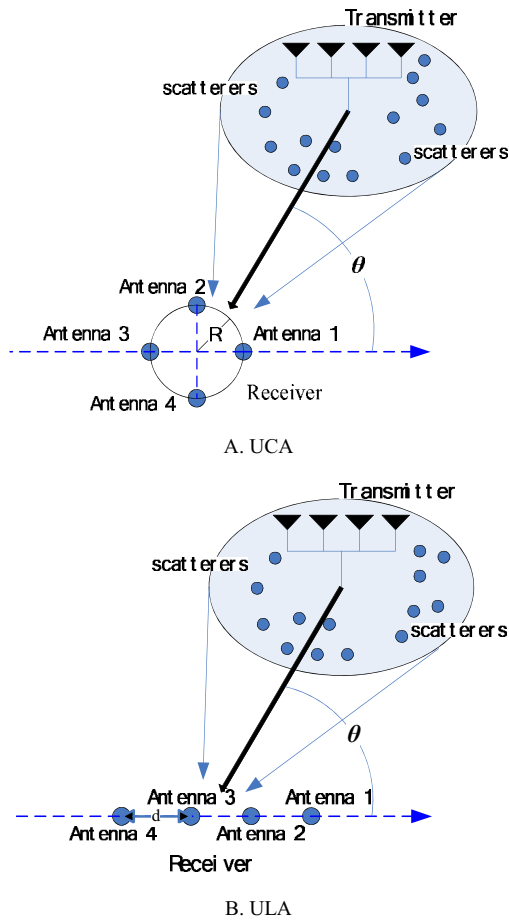 Transmitter
scatterers
scatterers
θ
Antenna 2
Antenna 3
Antenna 1
R
Antenna 4
Receiver
A. UCA
Transmitter
scatterers
scatterers
θ
Antenna 3
Antenna 1
d
Antenna 4
Antenna 2
Receiver
B. ULA